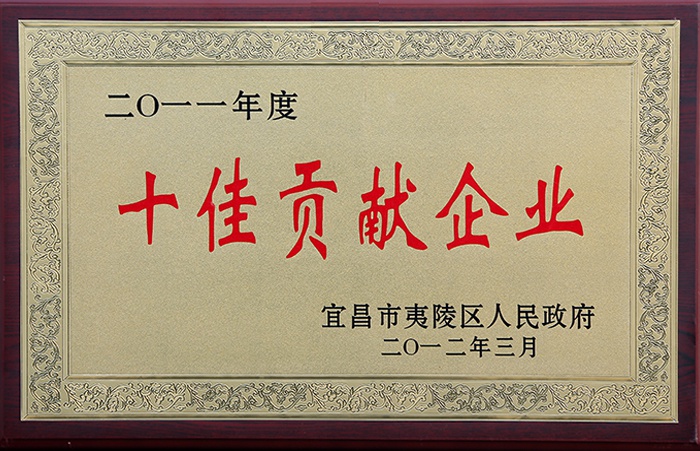 二〇一一年度
十佳贡献企业
宜昌市夷陵区人民政府
二〇一二年三月